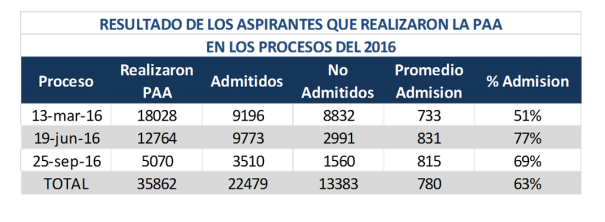 RESULTADO DE LOS ASPIRANTES QUE REALIZARON LA PAA
EN LOS PROCESOS DEL 2016
Proceso Realizaron PAA Admitidos No Admitidos Promedio Admision % Admision
13-mar-16 18028 9196 8832 733 51%
19-jun-16 12764 9773 2991 831 77%
25-sep-16 5070 3510 1560 815 69%
TOTAL 35862 22479 13383 780 63%